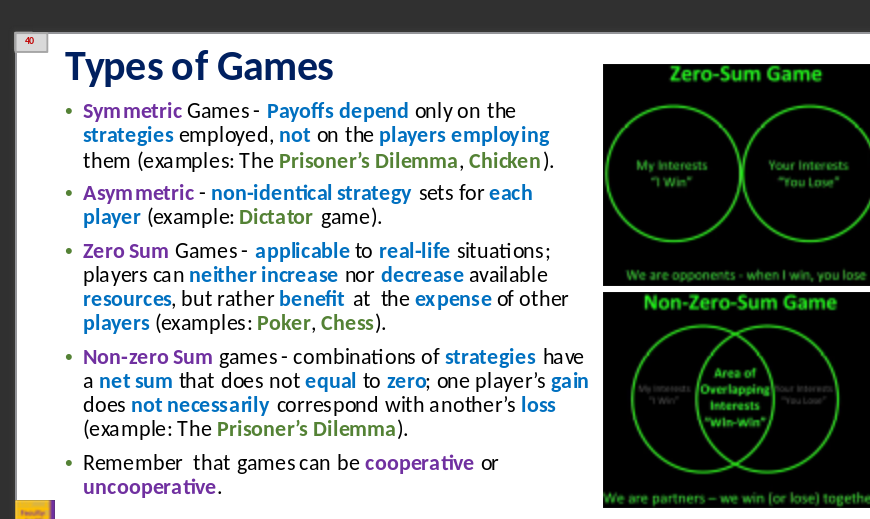 40
Types of Games
• Symmetric Games - Payoffs depend only on the
strategies employed, not on the players employing
them (examples: The Prisoner's Dilemma, Chicken).
• Asymmetric - non-identical strategy sets for each
player (example: Dictator game).
• Zero Sum Games - applicable to real-life situations;
players can neither increase nor decrease available
resources, but rather benefit at the expense of other
players (examples: Poker, Chess).
• Non-zero Sum games - combinations of strategies have
a net sum that does not equal to zero; one player's gain
does not necessarily correspond with another's loss
(example: The Prisoner's Dilemma).
• Remember that games can be cooperative or
uncooperative.
Zero-Sum Game
My Interests
"I Win"
Your Interests
"You Lose"
We are opponents - when I win, you lose
Non-Zero-Sum Game
My Interests
"I Win"
Area of
Overlapping
Interests
"Win-Win"
Your Interests
"You Lose"
We are partners – we win (or lose) togethe
Faculty